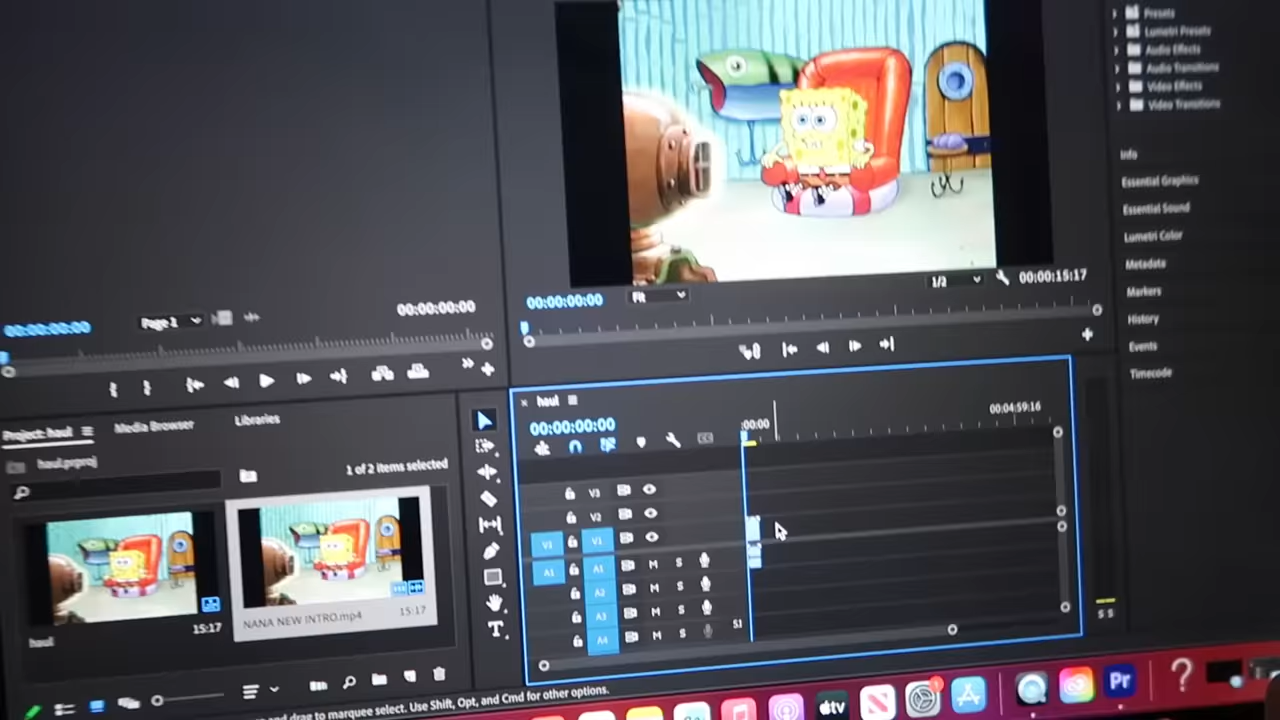 Presets
Lumetri Presets
Audio Effects
Audio Transitions
Video Effects
Video Transitions
Info
Essential Graphics
Essential Sound
Lumetri Color
Metadata
Markers
History
Events
Timecode
00:00:00:00
Page 1
00:00:00:00
00:00:00:00
Fit
1/2
00:00:15:17
Project: haul
Media Browser
Libraries
haul.prproj
1 of 2 items selected
haul
15:17
NANA NEW INTRO.mp4
15:17
× haul
00:00:00:00
:00:00
00:04:59:16
V3
V2
V1 V1
A1 A1 M S
A2 M S
A3 M S
A4 M S
S S
and drag to marquee select. Use Shift, Opt, and Cmd for other options.
tv
Pr